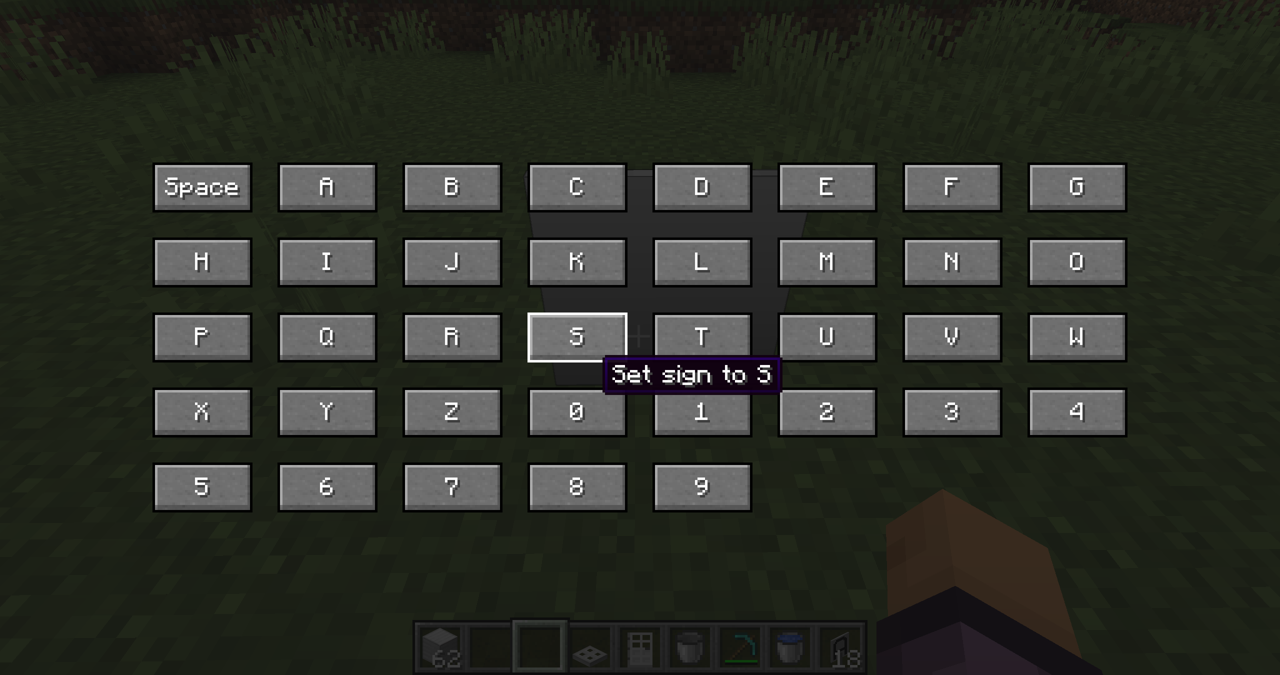 Space A B C D E F G
H I J K L M N O
P Q R S T U V W
Set sign to S
X Y Z 0 1 2 3 4
5 6 7 8 9
62 18